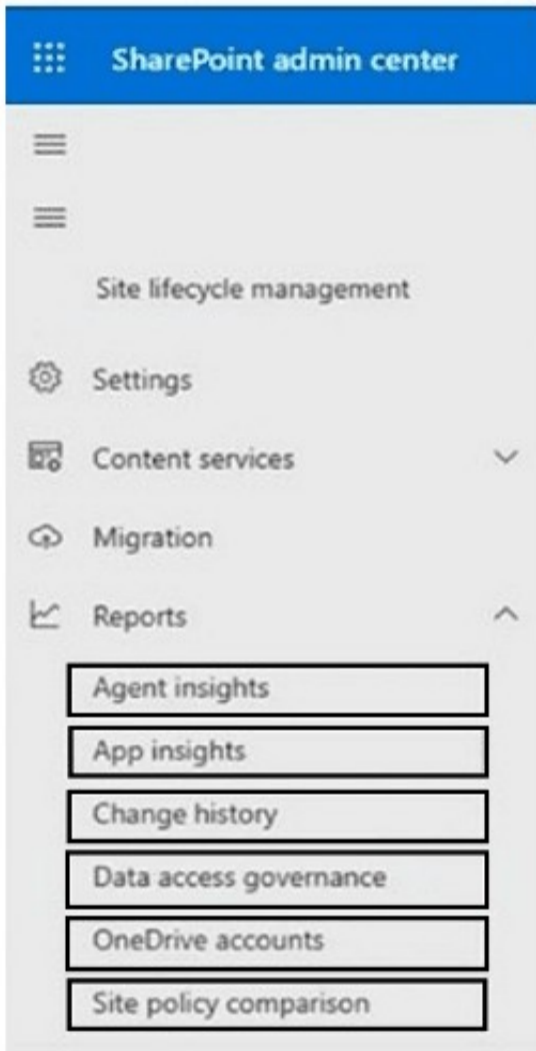 SharePoint admin center
Site lifecycle management
Settings
Content services
Migration
Reports
Agent insights
App insights
Change history
Data access governance
OneDrive accounts
Site policy comparison